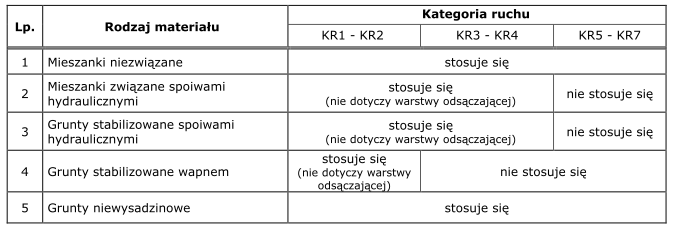 Lp.
Rodzaj materiału
Kategoria ruchu
KR1 - KR2
KR3 - KR4
KR5 - KR7
1
Mieszanki niezwiązane
stosuje się
2
Mieszanki związane spoiwami
hydraulicznymi
stosuje się
(nie dotyczy warstwy odsączającej)
nie stosuje się
3
Grunty stabilizowane spoiwami
hydraulicznymi
stosuje się
(nie dotyczy warstwy odsączającej)
nie stosuje się
4
Grunty stabilizowane wapnem
stosuje się
(nie dotyczy warstwy
odsączającej)
nie stosuje się
5
Grunty niewysadzinowe
stosuje się